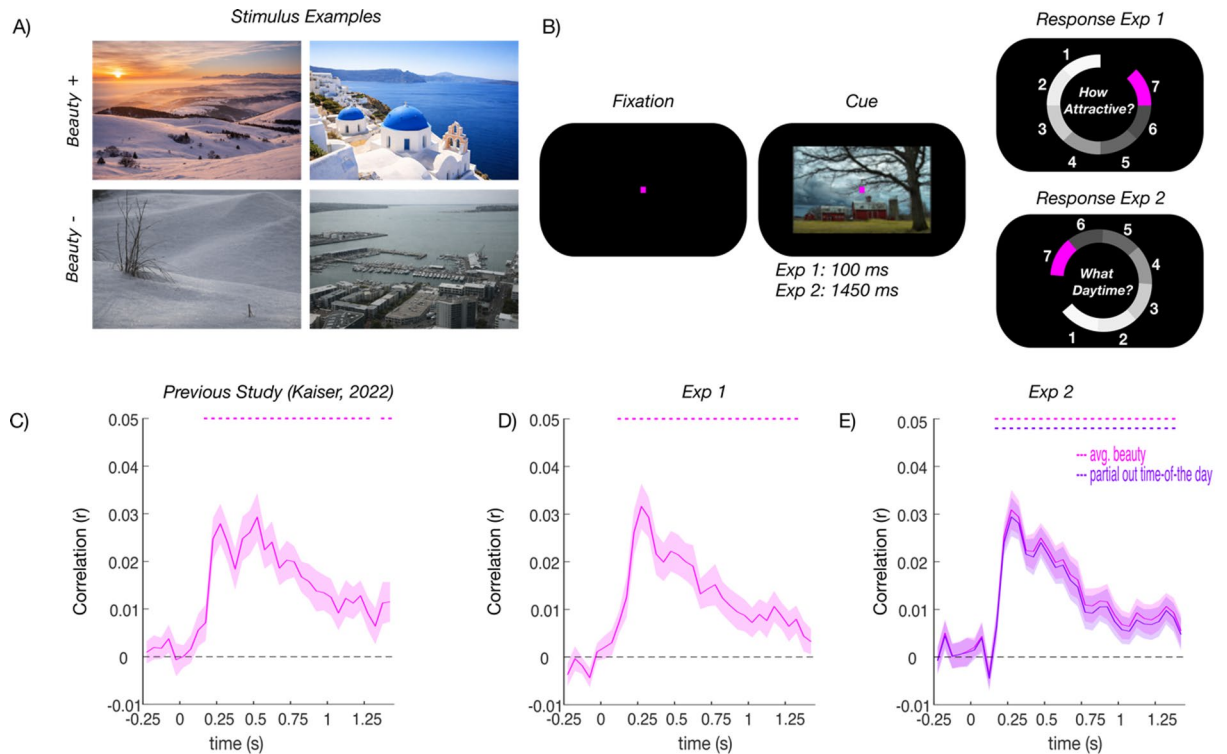 A)
Stimulus Examples
Beauty +
Beauty -
B)
Fixation
Cue
Exp 1: 100 ms
Exp 2: 1450 ms
Response Exp 1
1
2
3
4
5
6
7
How
Attractive?
Response Exp 2
6
5
7
4
What
Daytime?
3
1
2
C)
Previous Study (Kaiser, 2022)
0.05
0.04
0.03
0.02
0.01
0
-0.01
Correlation (r)
-0.25 0 0.25 0.5 0.75 1 1.25
time (s)
D)
Exp 1
0.05
0.04
0.03
0.02
0.01
0
-0.01
Correlation (r)
-0.25 0 0.25 0.5 0.75 1 1.25
time (s)
E)
Exp 2
avg. beauty
partial out time-of-the day
0.05
0.04
0.03
0.02
0.01
0
-0.01
Correlation (r)
-0.25 0 0.25 0.5 0.75 1 1.25
time (s)